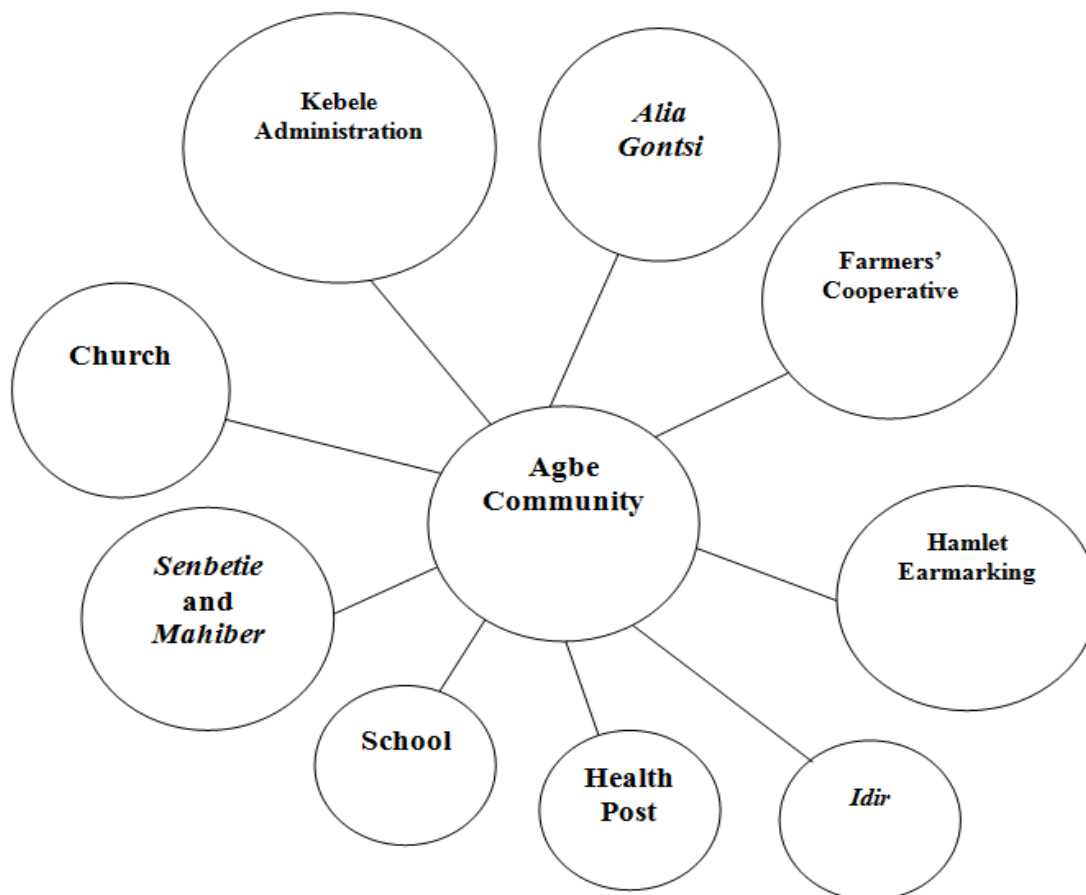 Kebele
Administration
Alia
Gontsi
Farmers’
Cooperative
Church
Agbe
Community
Hamlet
Earmarking
Senbetie
and
Mahiber
School
Health
Post
Idir